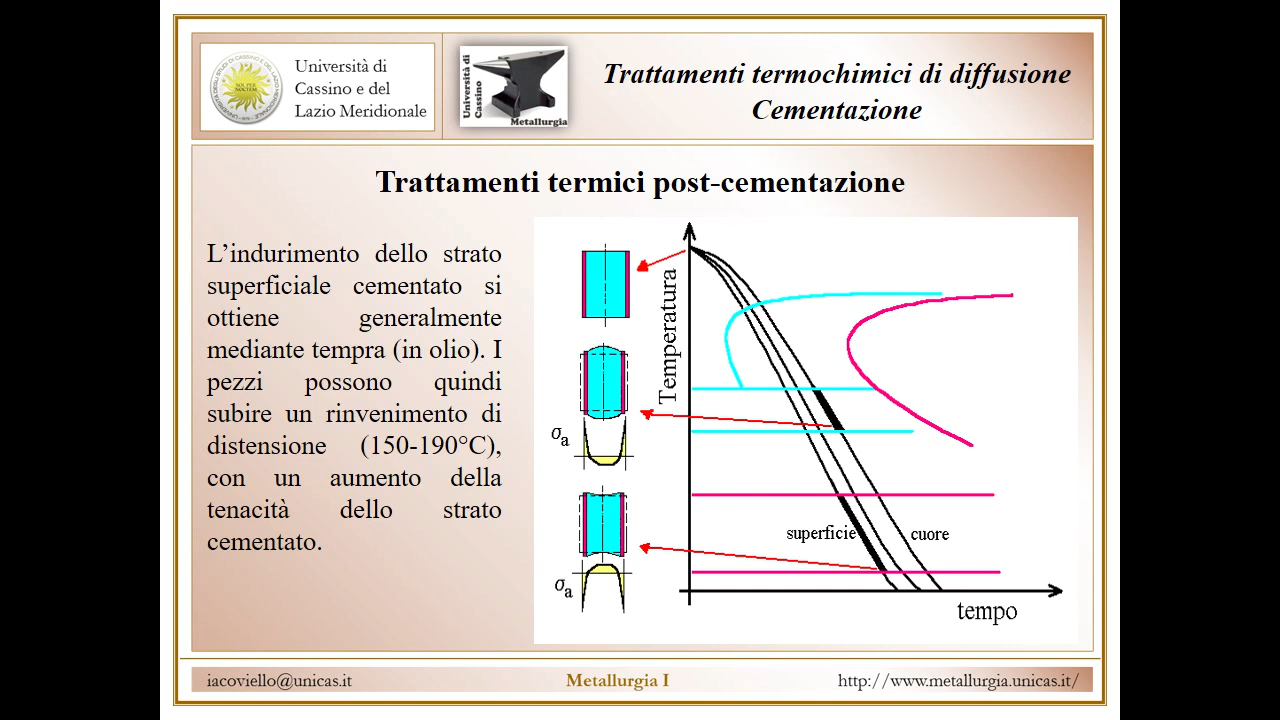 Università di
Cassino e del
Lazio Meridionale
Università di
Cassino
Metallurgia
Trattamenti termochimici di diffusione
Cementazione
Trattamenti termici post-cementazione
L’indurimento dello strato
superficiale cementato si
ottiene generalmente
mediante tempra (in olio). I
pezzi possono quindi
subire un rinvenimento di
distensione (150-190°C),
con un aumento della
tenacità dello strato
cementato.
Temperatura
σa
σa
superficie
cuore
tempo
iacoviello@unicas.it
Metallurgia I
http://www.metallurgia.unicas.it/